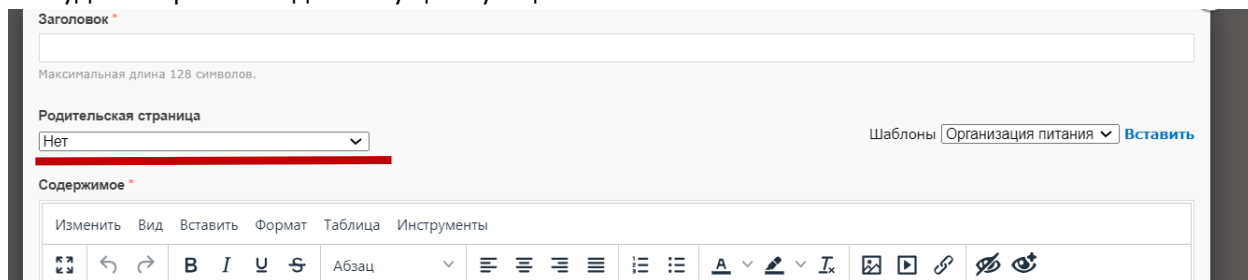 Заголовок *
Максимальная длина 128 символов.
Родительская страница
Нет
Шаблоны Организация питания Вставить
Содержимое *
Изменить Вид Вставить Формат Таблица Инструменты
B I U S Абзац A